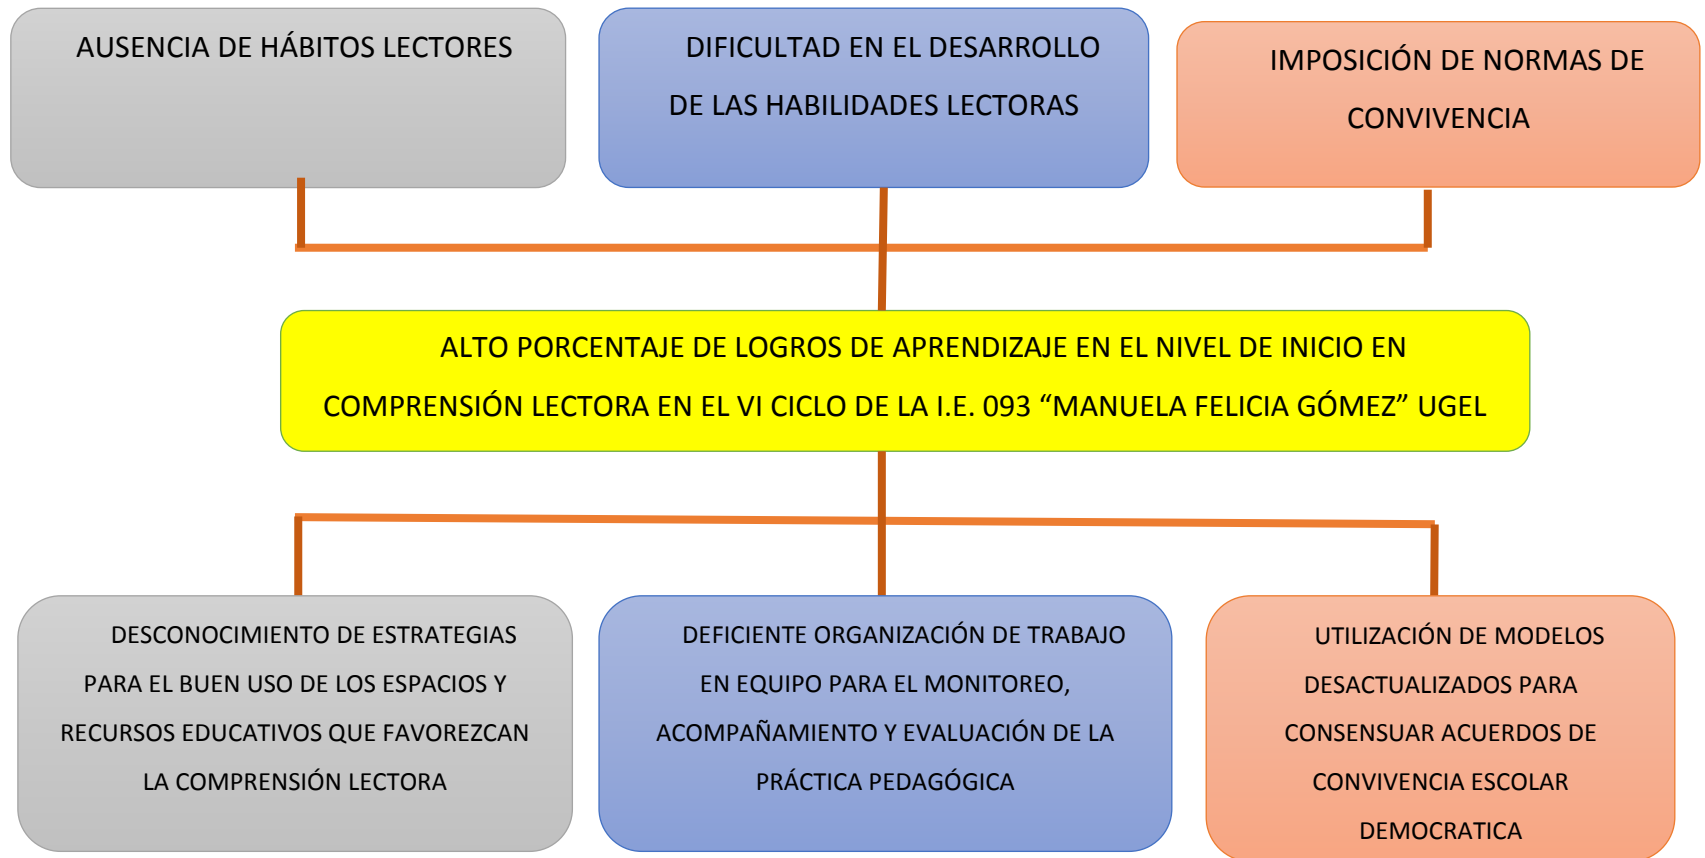 AUSENCIA DE HÁBITOS LECTORES
DIFICULTAD EN EL DESARROLLO
DE LAS HABILIDADES LECTORAS
IMPOSICIÓN DE NORMAS DE
CONVIVENCIA
ALTO PORCENTAJE DE LOGROS DE APRENDIZAJE EN EL NIVEL DE INICIO EN
COMPRENSIÓN LECTORA EN EL VI CICLO DE LA I.E. 093 “MANUELA FELICIA GÓMEZ” UGEL
DESCONOCIMIENTO DE ESTRATEGIAS
PARA EL BUEN USO DE LOS ESPACIOS Y
RECURSOS EDUCATIVOS QUE FAVOREZCAN
LA COMPRENSIÓN LECTORA
DEFICIENTE ORGANIZACIÓN DE TRABAJO
EN EQUIPO PARA EL MONITOREO,
ACOMPAÑAMIENTO Y EVALUACIÓN DE LA
PRÁCTICA PEDAGÓGICA
UTILIZACIÓN DE MODELOS
DESACTUALIZADOS PARA
CONSENSUAR ACUERDOS DE
CONVIVENCIA ESCOLAR
DEMOCRATICA